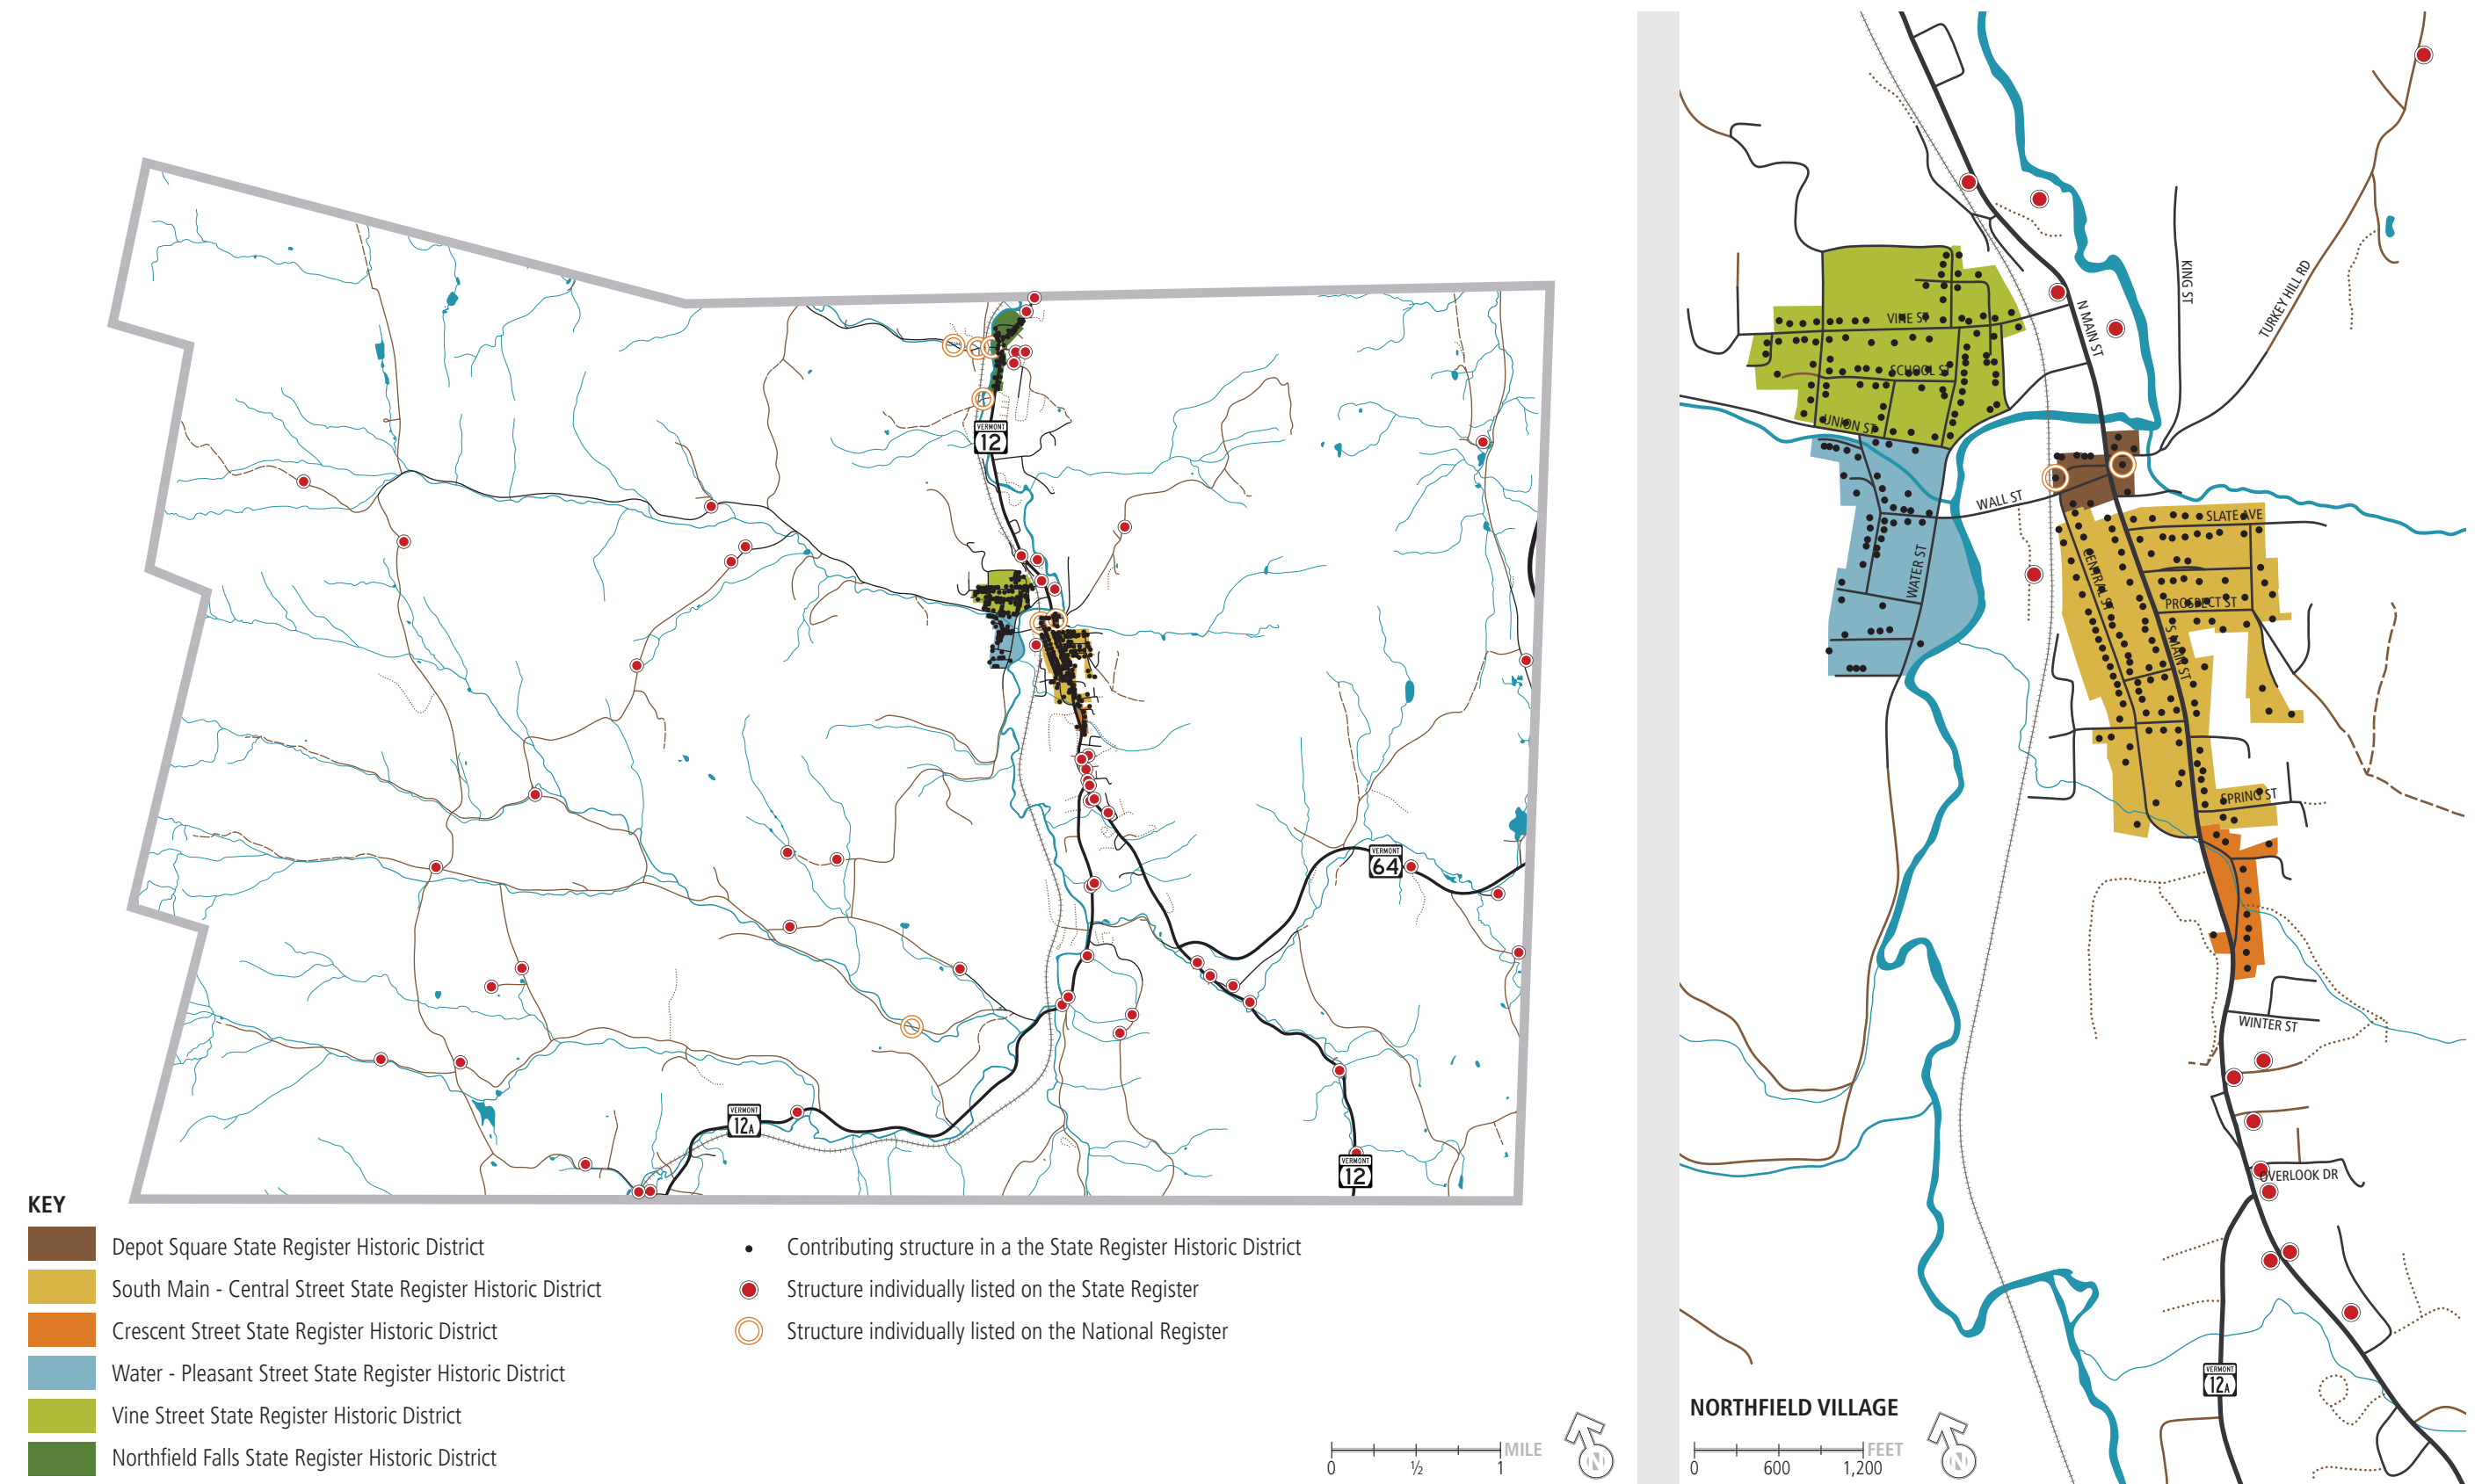 VERMONT
12
VERMONT
64
VERMONT
12A
VERMONT
12
KEY
Depot Square State Register Historic District
South Main - Central Street State Register Historic District
Crescent Street State Register Historic District
Water - Pleasant Street State Register Historic District
Vine Street State Register Historic District
Northfield Falls State Register Historic District
Contributing structure in a the State Register Historic District
Structure individually listed on the State Register
Structure individually listed on the National Register
MILE
0 ½ 1
N
KING ST
TURKEY HILL RD
N MAIN ST
VINE ST
SCHOOL ST
UNION ST
WALL ST
SLATE AVE
CENTRAL ST
WATER ST
PROSPECT ST
S MAIN ST
SPRING ST
WINTER ST
OVERLOOK DR
VERMONT
12A
NORTHFIELD VILLAGE
FEET
0 600 1,200
N